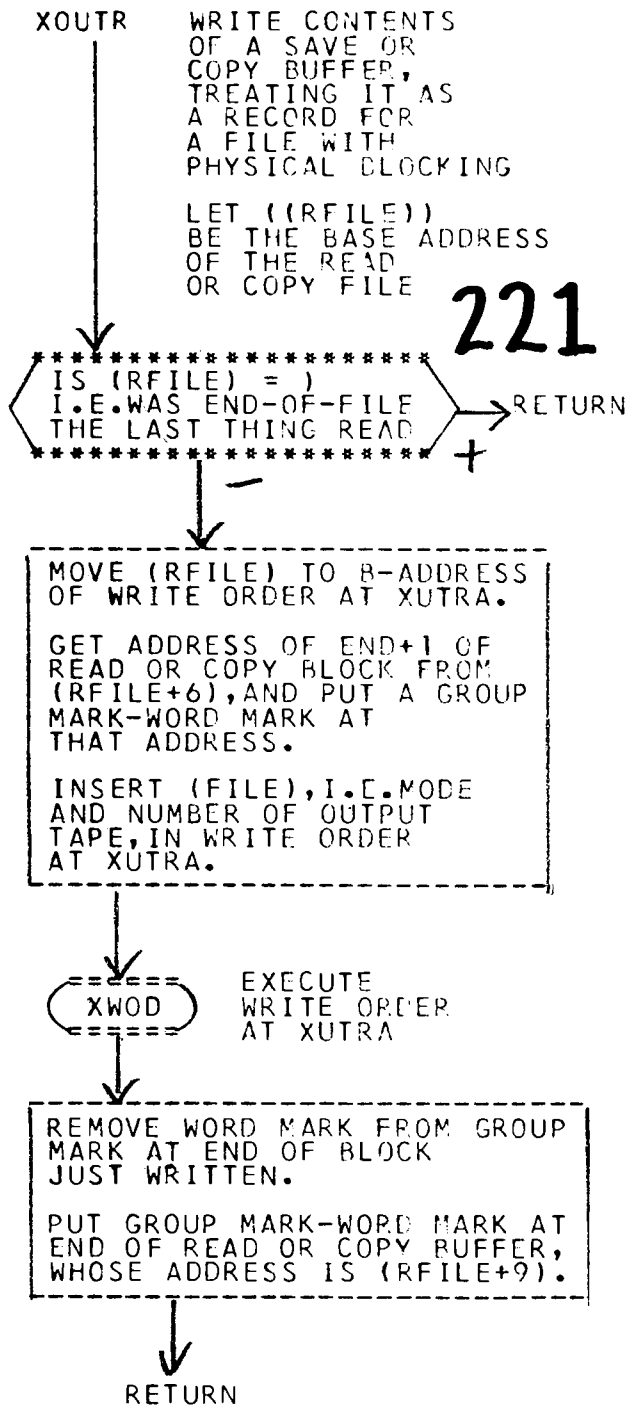 XOUTR
WRITE CONTENTS
OF A SAVE OR
COPY BUFFER,
TREATING IT AS
A RECORD FOR
A FILE WITH
PHYSICAL BLOCKING
LET ((RFILE))
BE THE BASE ADDRESS
OF THE READ
OR COPY FILE
221
*********************
IS (RFILE) = )
I.E.WAS END-OF-FILE
THE LAST THING READ
*********************
RETURN
+
-
MOVE (RFILE) TO B-ADDRESS
OF WRITE ORDER AT XUTRA.
GET ADDRESS OF END+1 OF
READ OR COPY BLOCK FROM
(RFILE+6),AND PUT A GROUP
MARK-WORD MARK AT
THAT ADDRESS.
INSERT (FILE),I.E.MODE
AND NUMBER OF OUTPUT
TAPE,IN WRITE ORDER
AT XUTRA.
XWOD
EXECUTE
WRITE ORDER
AT XUTRA
REMOVE WORD MARK FROM GROUP
MARK AT END OF BLOCK
JUST WRITTEN.
PUT GROUP MARK-WORD MARK AT
END OF READ OR COPY BUFFER,
WHOSE ADDRESS IS (RFILE+9).
RETURN